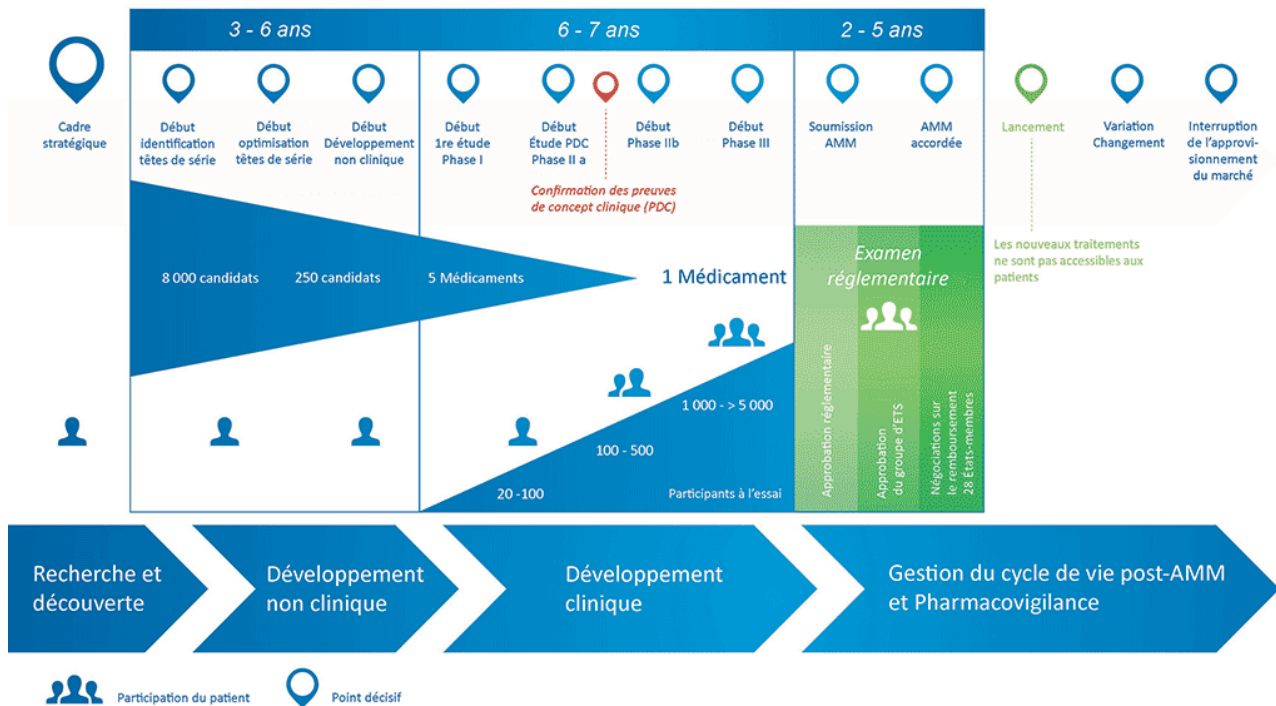 3 - 6 ans
6 - 7 ans
2 - 5 ans
Cadre
stratégique
Début
identification
têtes de série
Début
optimisation
têtes de série
Début
Développement
non clinique
Début
1re étude
Phase I
Début
Étude PDC
Phase II a
Début
Phase IIb
Début
Phase III
Soumission
AMM
AMM
accordée
Lancement
Variation
Changement
Interruption
de l'approvi-
sionnement
du marché
Confirmation des preuves
de concept clinique (PDC)
Les nouveaux traitements
ne sont pas accessibles aux
patients
8 000 candidats
250 candidats
5 Médicaments
1 Médicament
Examen
réglementaire
20 -100
100 - 500
1 000 - > 5 000
Participants à l'essai
Approbation réglementaire
Approbation
du groupe d'ETS
Négociations sur
le remboursement
28 États-membres
Recherche et
découverte
Développement
non clinique
Développement
clinique
Gestion du cycle de vie post-AMM
et Pharmacovigilance
Participation du patient
Point décisif